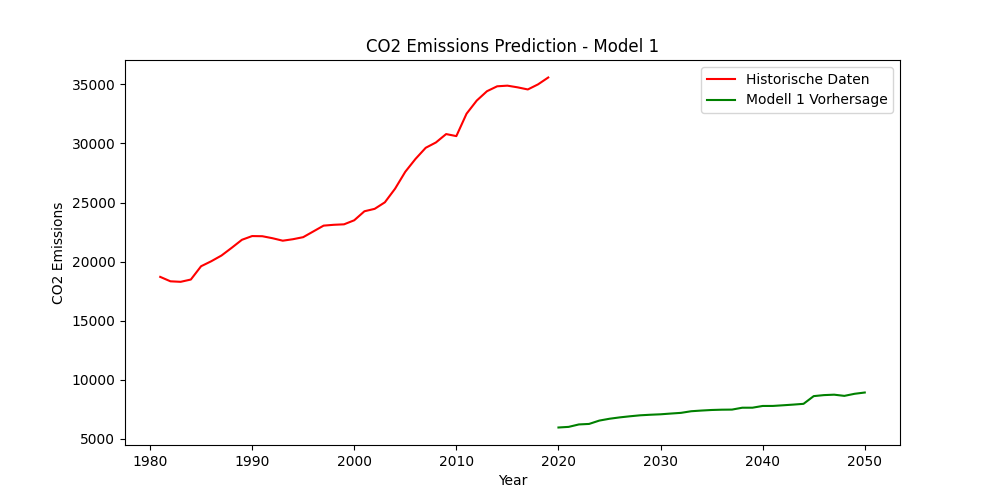 CO2 Emissions Prediction - Model 1
Historische Daten
Modell 1 Vorhersage
CO2 Emissions
35000
30000
25000
20000
15000
10000
5000
1980 1990 2000 2010 2020 2030 2040 2050
Year